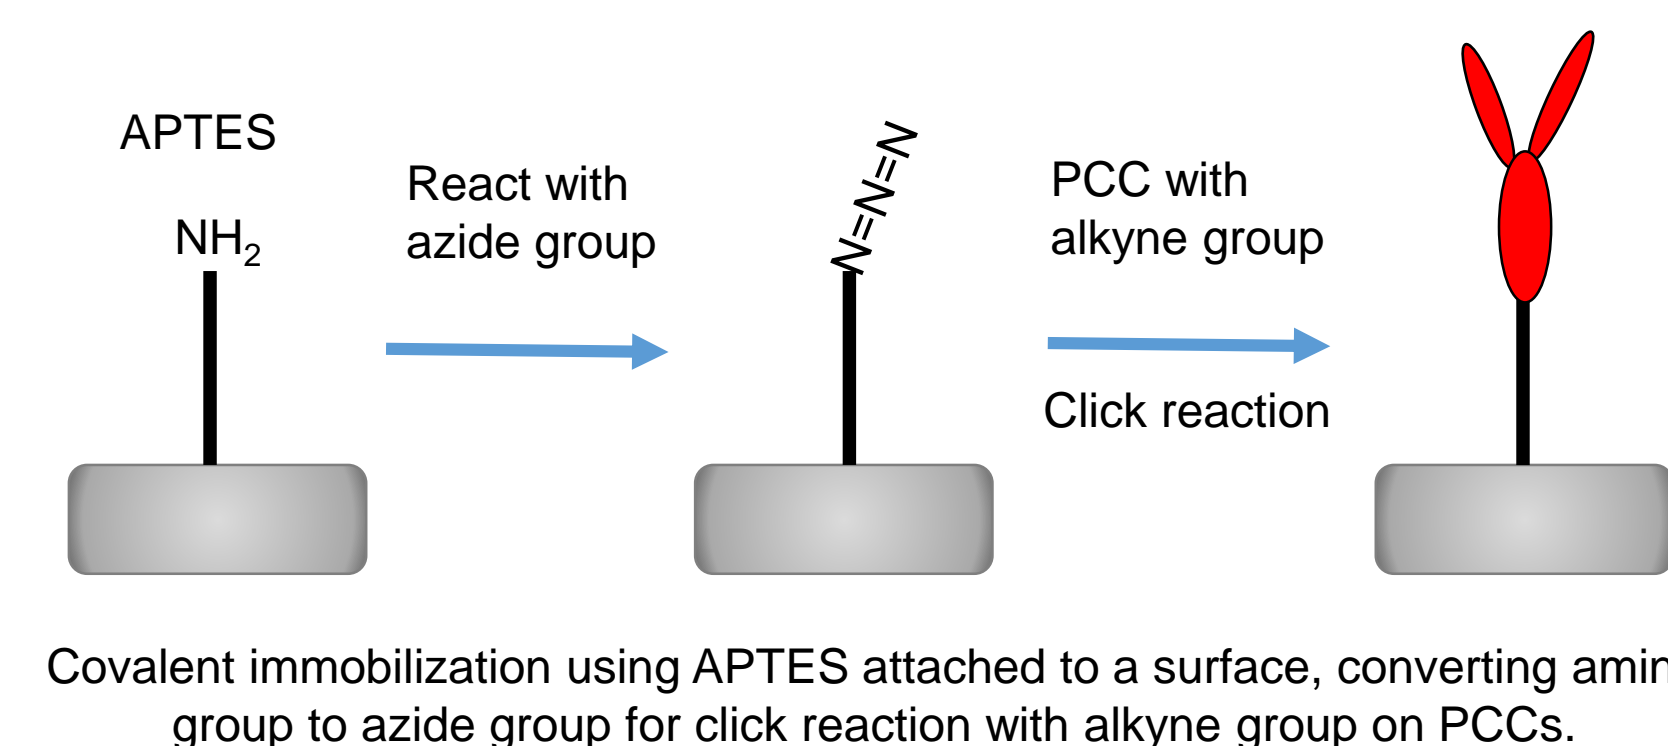 APTES
NH₂
React with
azide group
N=N=N
PCC with
alkyne group
Click reaction
Covalent immobilization using APTES attached to a surface, converting amin
group to azide group for click reaction with alkyne group on PCCs.